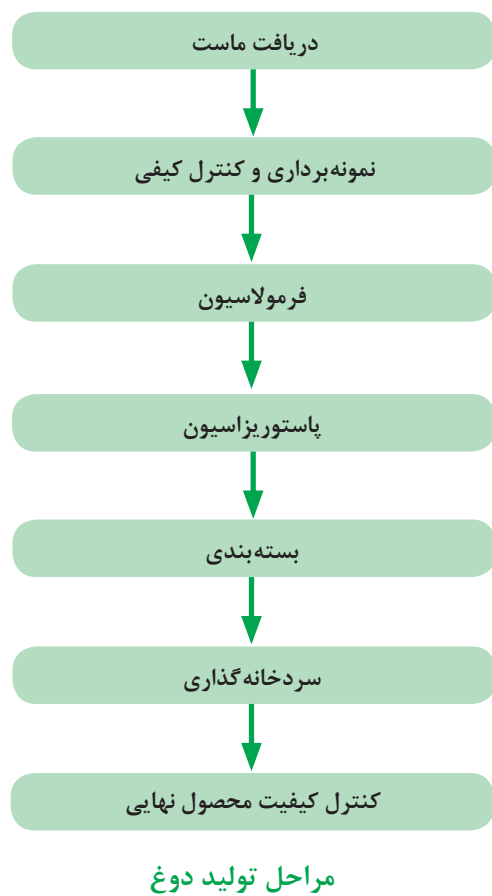 دریافت ماست
نمونه‌برداری و کنترل کیفی
فرمولاسیون
پاستوریزاسیون
بسته‌بندی
سردخانه‌گذاری
کنترل کیفیت محصول نهایی
مراحل تولید دوغ